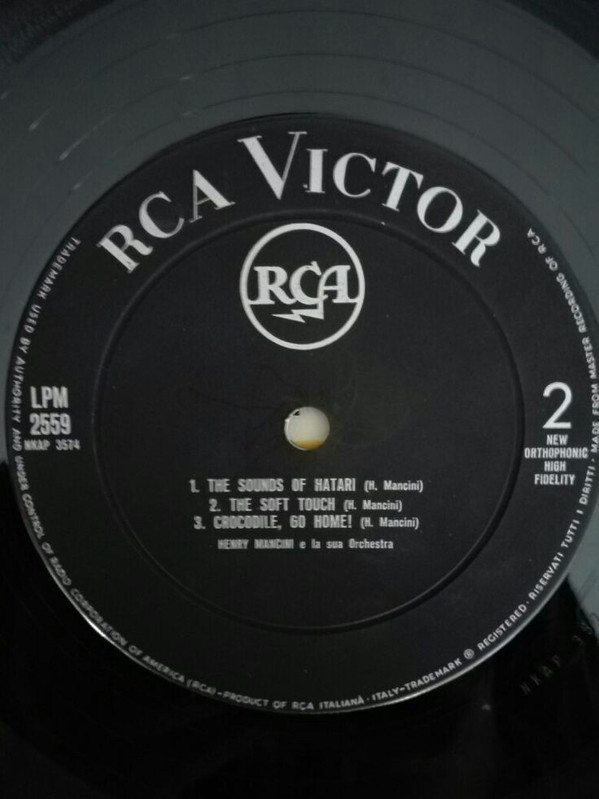 RCA VICTOR
RCA
LPM
2559
NKAP 3574
2
NEW
ORTHOPHONIC
HIGH
FIDELITY
1. THE SOUNDS OF HATARI (H. Mancini)
2. THE SOFT TOUCH (H. Mancini)
3. CROCODILE, GO HOME! (H. Mancini)
HENRY MANCINI e la sua Orchestra
TRADEMARK USED BY AUTHORITY AND UNDER CONTROL OF RADIO CORPORATION OF AMERICA (RCA) - PRODUCT OF RCA ITALIANA - ITALY - TRADEMARK ® REGISTERED - RISERVATI TUTTI I DIRITTI - MADE FROM MASTER RECORDING OF RCA
NKAP